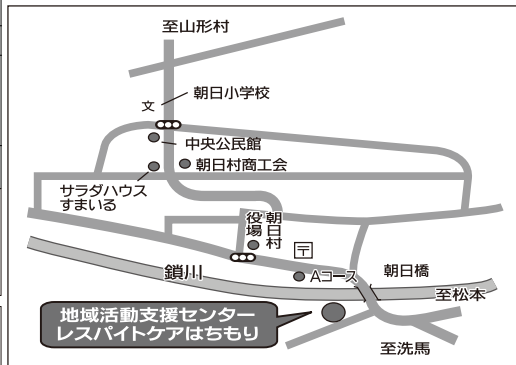 至山形村
文
朝日小学校
中央公民館
朝日村商工会
サラダハウス
すまいる
朝日村
役場
〒
Aコース
朝日橋
鎖川
至松本
地域活動支援センター
レスパイトケアはちもり
至洗馬